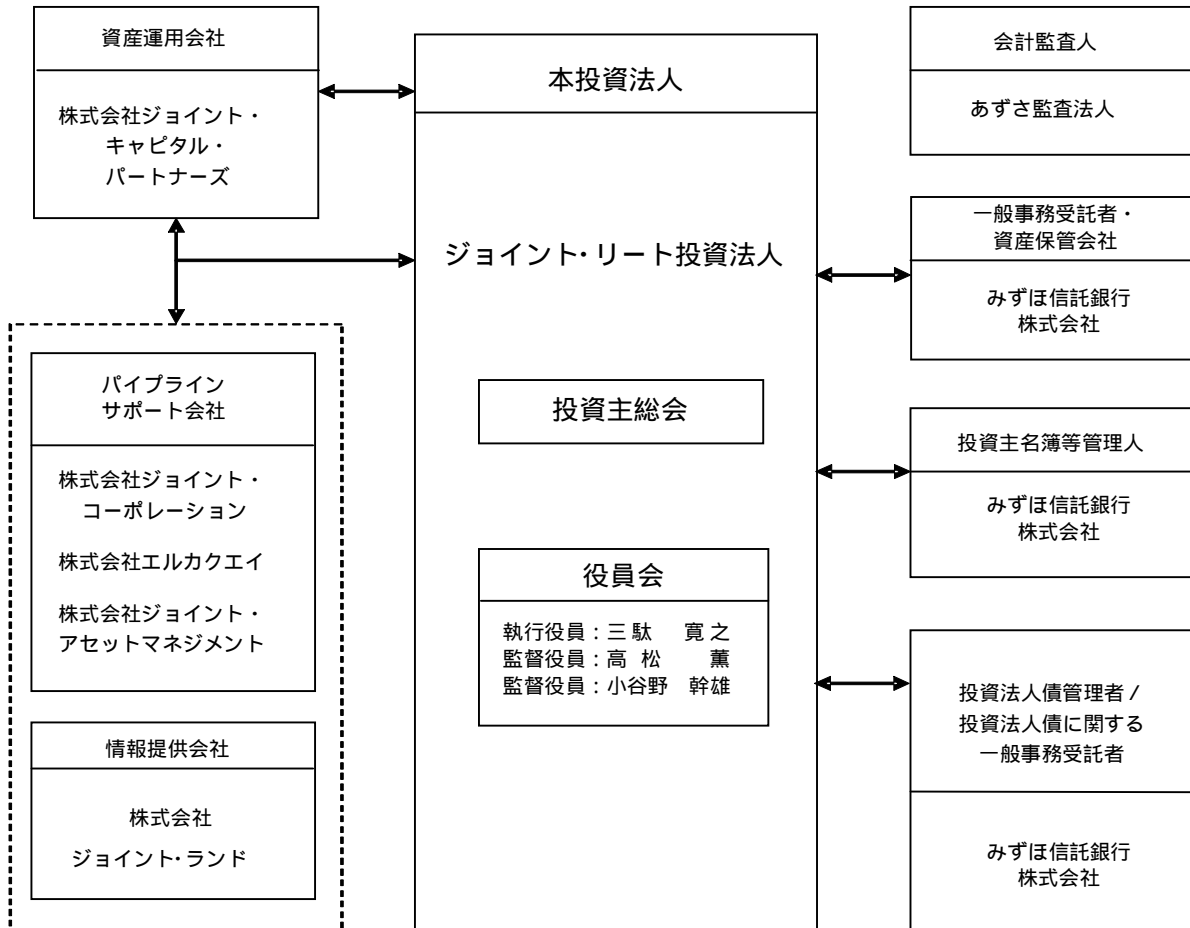 資産運用会社
株式会社ジョイント・
キャピタル・
パートナーズ
パイプライン
サポート会社
株式会社ジョイント・
コーポレーション
株式会社エルカクエイ
株式会社ジョイント・
アセットマネジメント
情報提供会社
株式会社
ジョイント・ランド
本投資法人
ジョイント・リート投資法人
投資主総会
役員会
執行役員：三駄 寛之
監督役員：高松 薫
監督役員：小谷野 幹雄
会計監査人
あずさ監査法人
一般事務受託者・
資産保管会社
みずほ信託銀行
株式会社
投資主名簿等管理人
みずほ信託銀行
株式会社
投資法人債管理者/
投資法人債に関する
一般事務受託者
みずほ信託銀行
株式会社